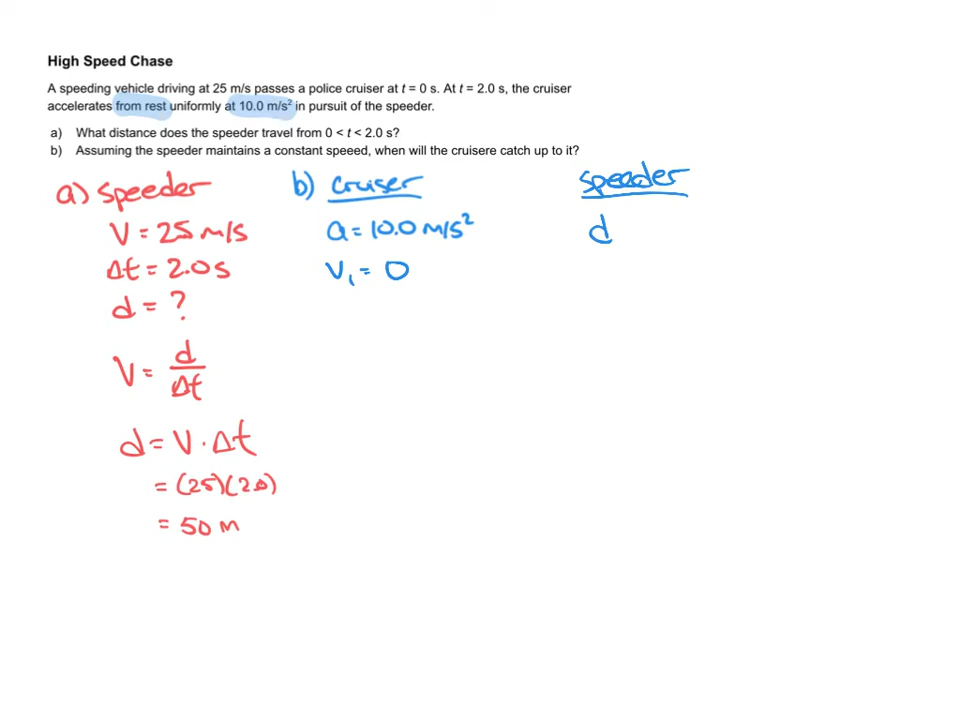 High Speed Chase
A speeding vehicle driving at 25 m/s passes a police cruiser at t = 0 s. At t = 2.0 s, the cruiser
accelerates from rest uniformly at 10.0 m/s² in pursuit of the speeder.
a) What distance does the speeder travel from 0 < t < 2.0 s?
b) Assuming the speeder maintains a constant speeed, when will the cruisere catch up to it?
a) speeder
V = 25 m/s
Δt = 2.0s
d = ?
V = d/Δt
d = V · Δt
= (25)(2.0)
= 50 m
b) cruiser
a = 10.0 m/s²
V₁ = 0
speeder
d